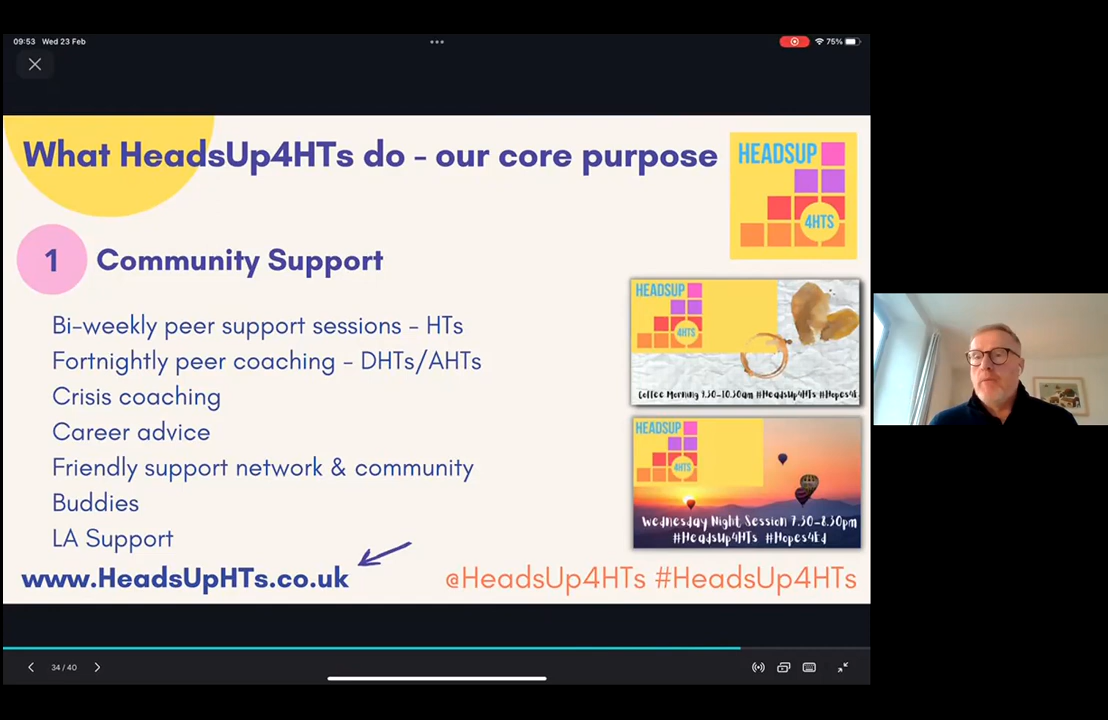 09:53 Wed 23 Feb
75%
What HeadsUp4HTs do - our core purpose
HEADSUP
4HTS
1
Community Support
Bi-weekly peer support sessions - HTs
Fortnightly peer coaching - DHTs/AHTs
Crisis coaching
Career advice
Friendly support network & community
Buddies
LA Support
www.HeadsUpHTs.co.uk
HEADSUP
4HTS
Coffee Morning 9.30-10.30am #HeadsUp4HTs #Hopes4E
HEADSUP
4HTS
Wednesday Night Session 7.30-8.30pm
#HeadsUp4HTs #Hopes4Ed
@HeadsUp4HTs #HeadsUp4HTs
34 / 40